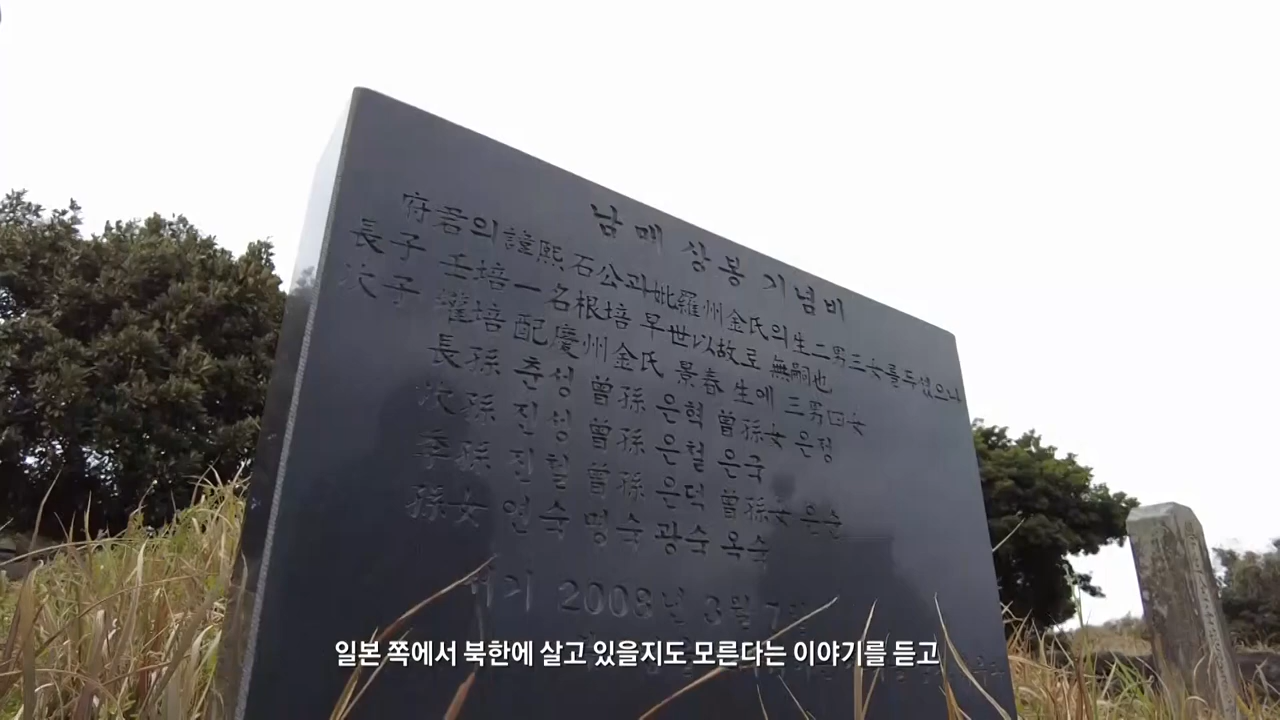 남매 상봉 기념비
府君의 諱熙石公과 妣羅州金氏의 生二男三女를 두셨으나
長子 壬培一名根培 早世以故로 無嗣也
次子 權培 配慶州金氏 景春 生에 三男四女
長孫 춘성 曾孫 은혁 曾孫女 은정
次孫 진성 曾孫 은철 은국
季孫 진철 曾孫 은덕 曾孫女 은순
孫女 연숙 명숙 광숙 옥숙
서기 2008년 3월 7일
일본 쪽에서 북한에 살고 있을지도 모른다는 이야기를 듣고